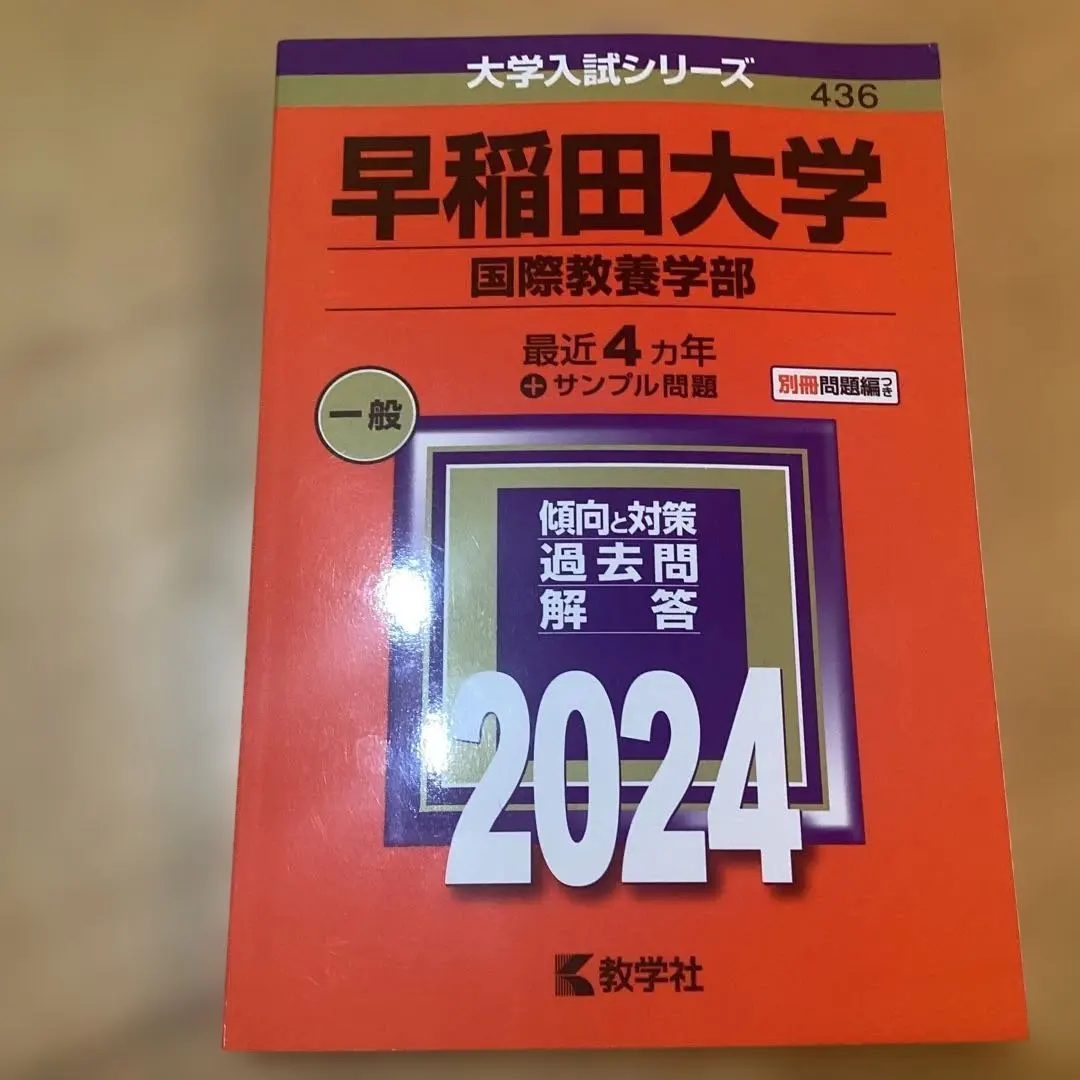 大学入試シリーズ
436
早稲田大学
国際教養学部
最近4ヵ年
+サンプル問題
別冊問題編つき
一般
傾向と対策
過去問
解答
2024
教学社